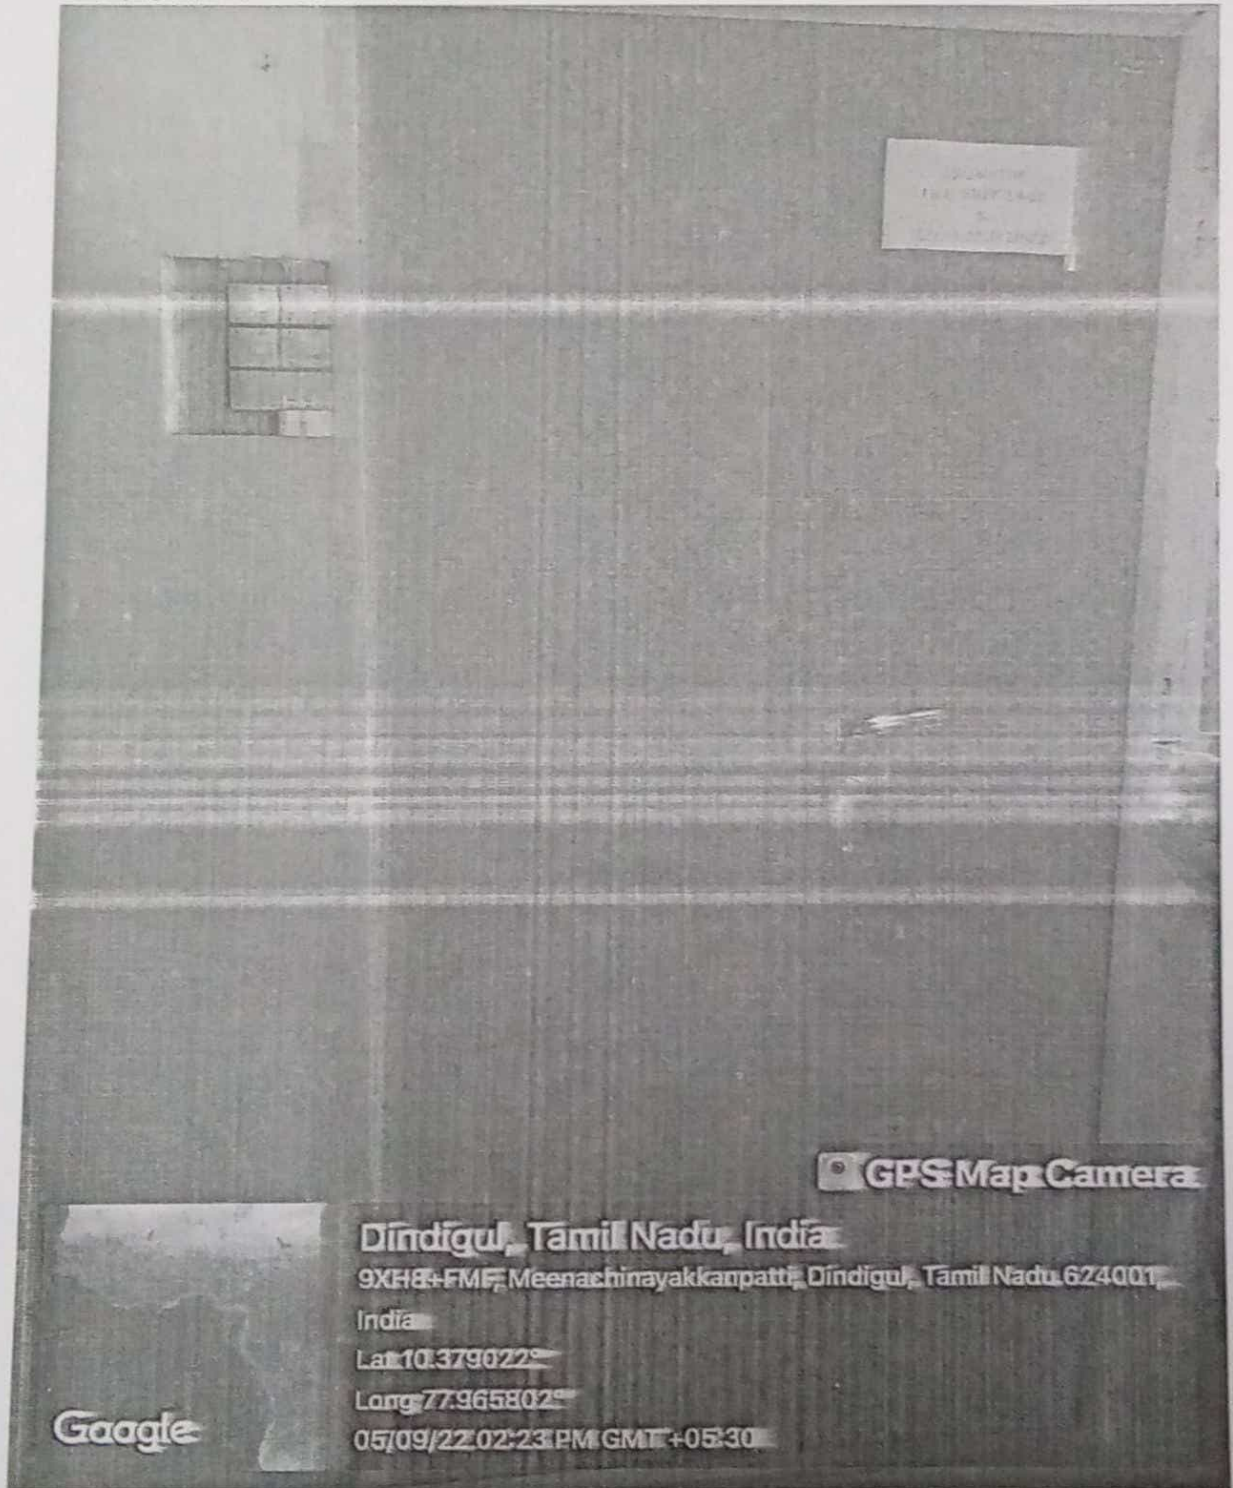 GPS Map Camera
Dindigul, Tamil Nadu, India
9XH8+FMF, Meenachinayakkanpatti, Dindigul, Tamil Nadu 624001,
India
Lat 10.379022°
Long 77.965802°
05/09/22 02:23 PM GMT +05:30
Google